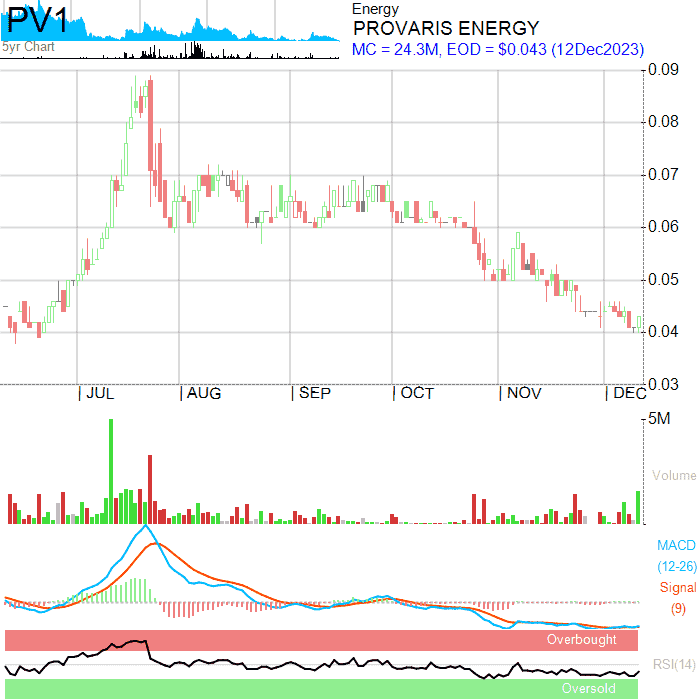 PV1
5yr Chart
Energy
PROVARIS ENERGY
MC = 24.3M, EOD = $0.043 (12Dec2023)
0.09
0.08
0.07
0.06
0.05
0.04
0.03
JUL AUG SEP OCT NOV DEC
5M
Volume
MACD
(12-26)
Signal
(9)
Overbought
RSI(14)
Oversold